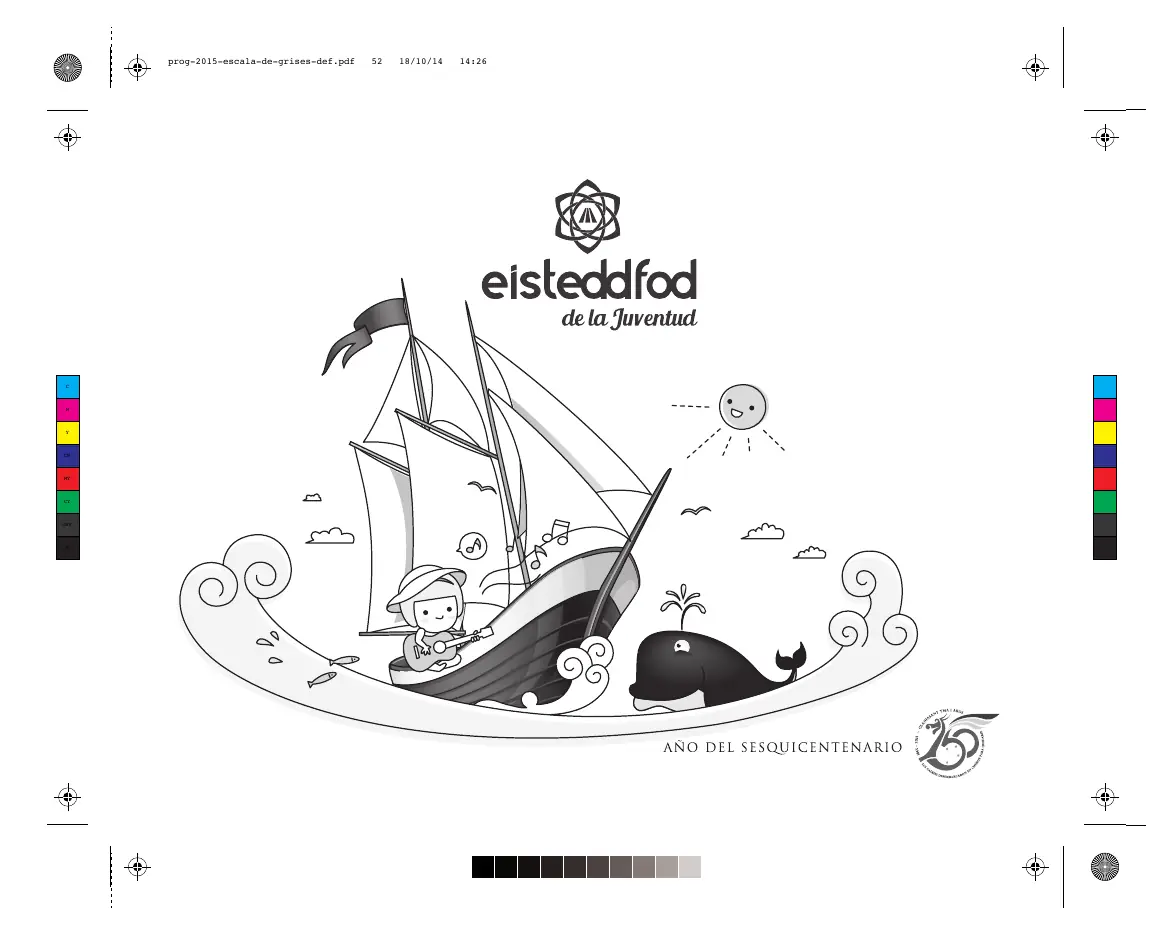 prog-2015-escala-de-grises-def.pdf 52 18/10/14 14:26
eisteddfod
de la Juventud
AÑO DEL SESQUICENTENARIO